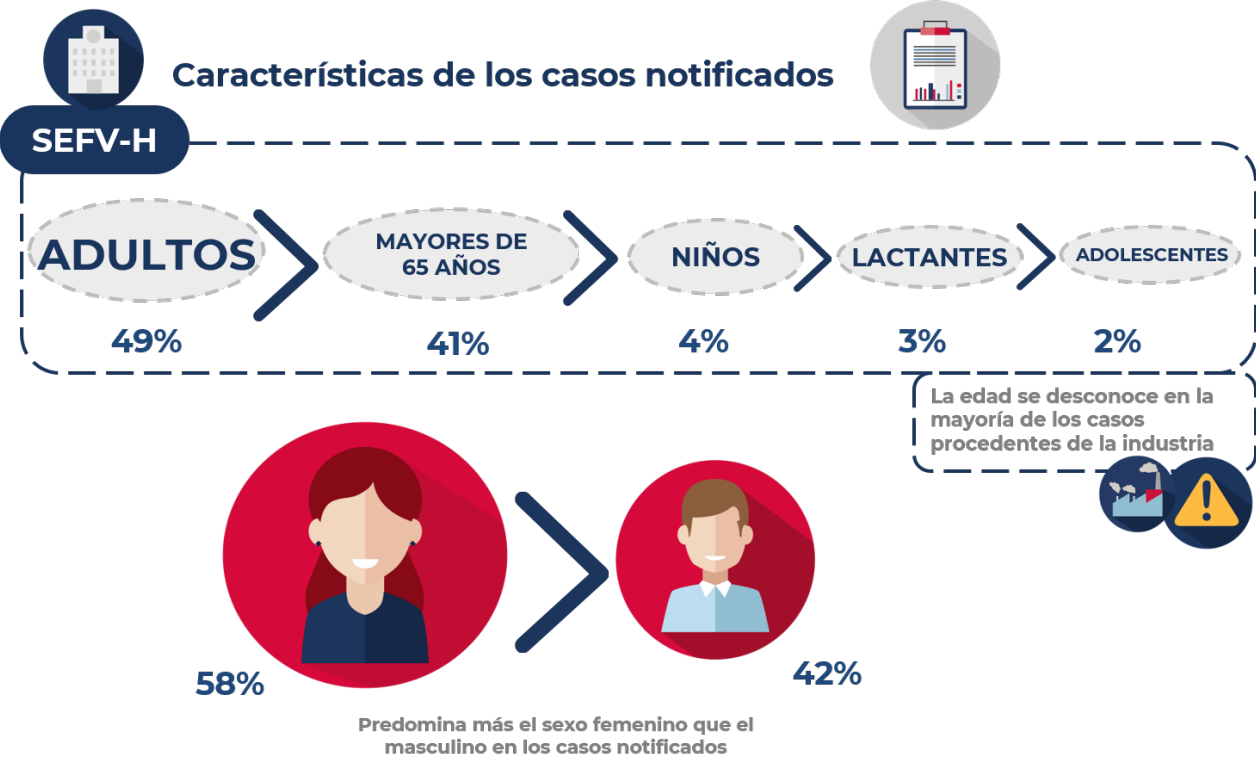 Características de los casos notificados
SEFV-H
ADULTOS
MAYORES DE
65 AÑOS
NIÑOS
LACTANTES
ADOLESCENTES
49%
41%
4%
3%
2%
La edad se desconoce en la
mayoría de los casos
procedentes de la industria
58%
42%
Predomina más el sexo femenino que el
masculino en los casos notificados